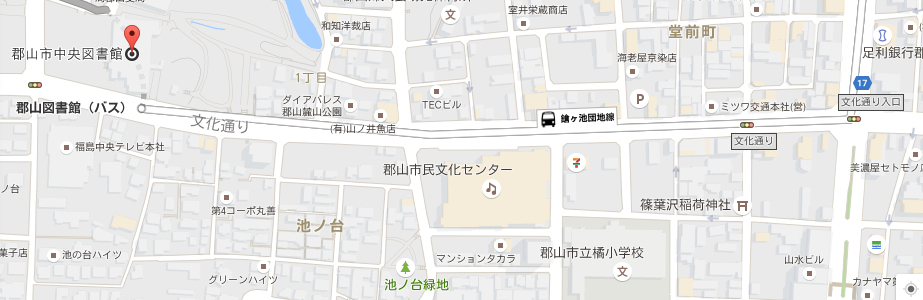 室井栄蔵商店
和知洋裁店
堂前町
郡山市中央図書館
足利銀行郡
海老屋京染店
1丁目
17
ダイアパレス
郡山麓山公園
TECビル
P
ミツワ交通本社(営)
文化通り入口
郡山図書館（バス）
文化通り
(有)山ノ井魚店
鎗ヶ池団地線
文化通り
福島中央テレビ本社
郡山市民文化センター
美濃屋セトモノ店
ノ台
第4コーポ丸善
篠葉沢稲荷神社
池ノ台
菓子店
池の台ハイツ
マンションタカラ
郡山市立橘小学校
山水ビル
グリーンハイツ
池ノ台緑地
カナヤマ